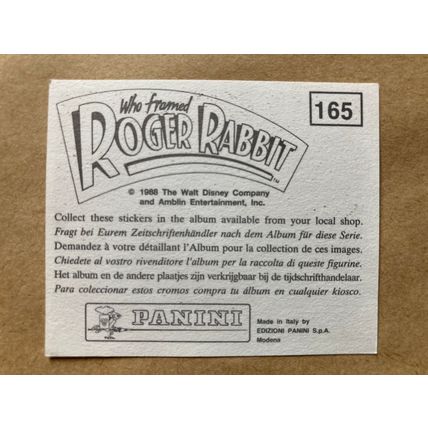 Who Framed
ROGER RABBIT™
165
© 1988 The Walt Disney Company
and Amblin Entertainment, Inc.
Collect these stickers in the album available from your local shop.
Fragt bei Eurem Zeitschriftenhändler nach dem Album für diese Serie.
Demandez à votre détaillant l'Album pour la collection de ces images.
Chiedete al vostro rivenditore l'album per la raccolta di queste figurine.
Het album en de andere plaatjes zijn verkrijgbaar bij de tijdschrifthandelaar.
Para coleccionar estos cromos compra tu álbum en cualquier kiosco.
PANINI
Made in Italy by
EDIZIONI PANINI S.p.A.
Modena